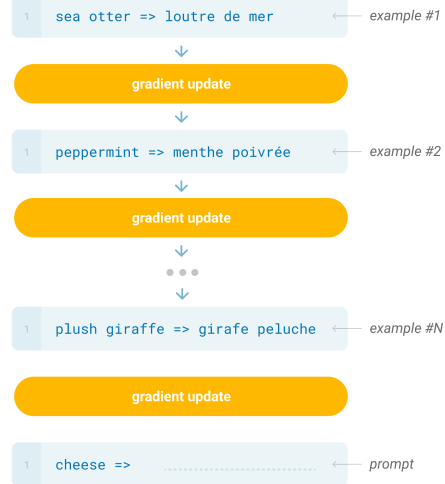 1 sea otter => loutre de mer example #1
gradient update
1 peppermint => menthe poivrée example #2
gradient update
1 plush giraffe => girafe peluche example #N
gradient update
1 cheese => prompt